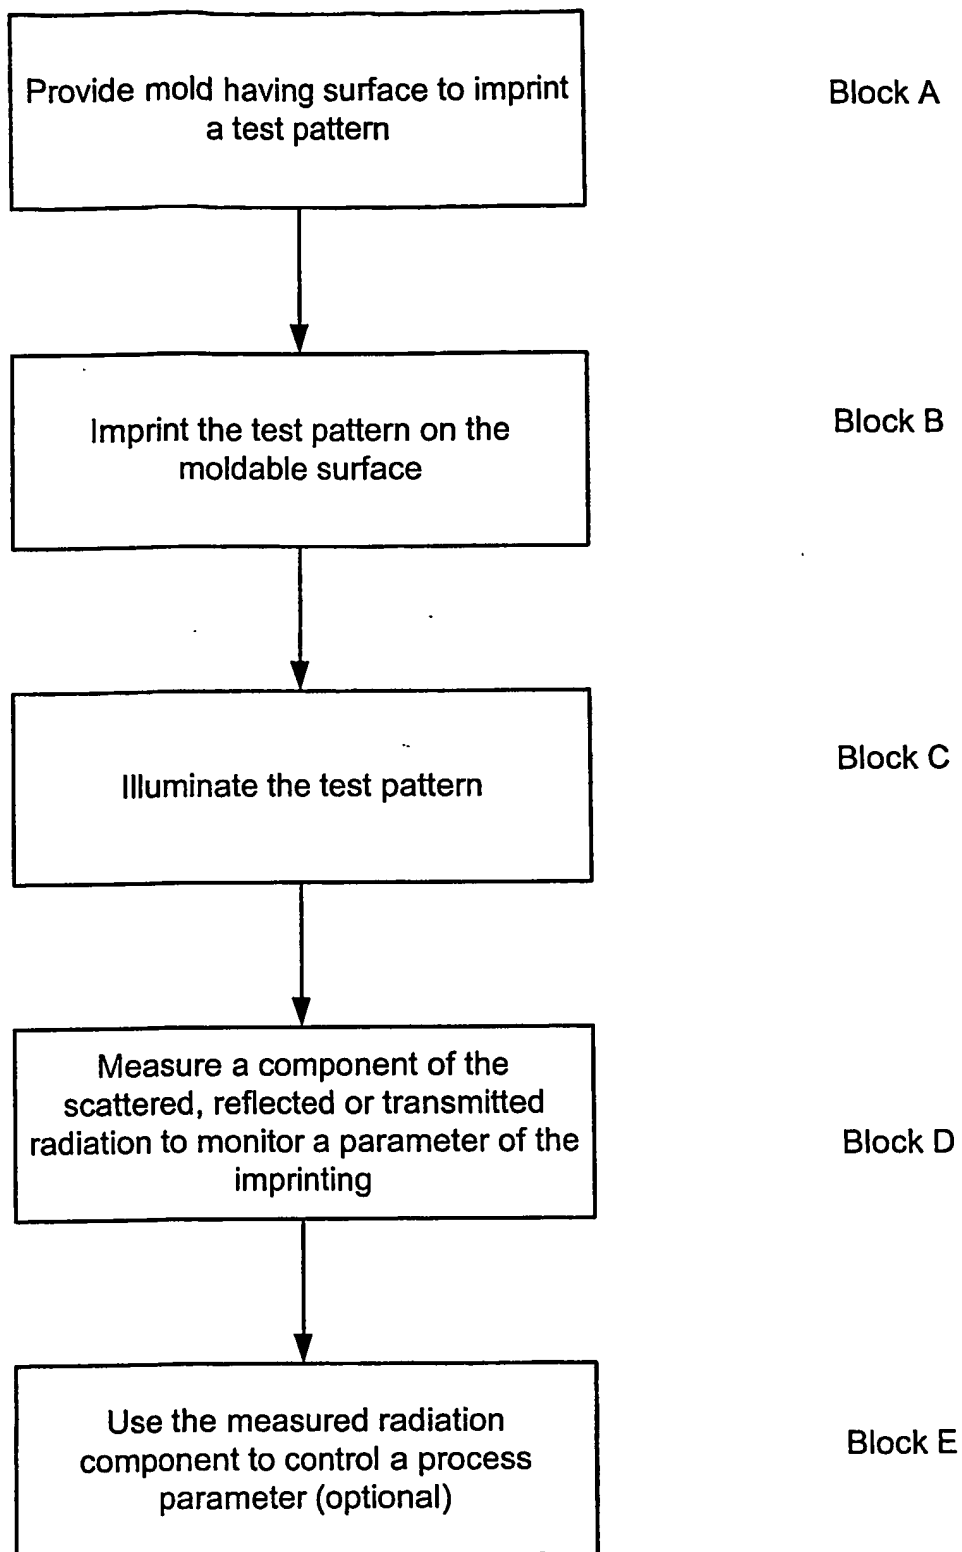 Provide mold having surface to imprint
a test pattern
Block A
Imprint the test pattern on the
moldable surface
Block B
Illuminate the test pattern
Block C
Measure a component of the
scattered, reflected or transmitted
radiation to monitor a parameter of the
imprinting
Block D
Use the measured radiation
component to control a process
parameter (optional)
Block E